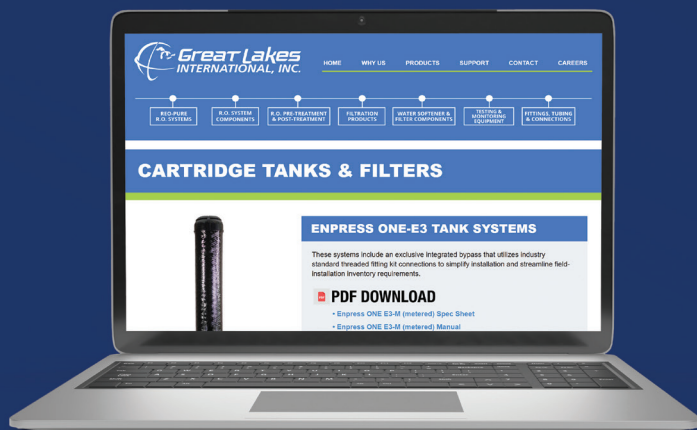 Great Lakes
INTERNATIONAL, INC.
HOME WHY US PRODUCTS SUPPORT CONTACT CAREERS
REO-PURE
R.O. SYSTEMS
R.O. SYSTEM
COMPONENTS
R.O. PRE-TREATMENT
& POST-TREATMENT
FILTRATION
PRODUCTS
WATER SOFTENER &
FILTER COMPONENTS
TESTING &
MONITORING
EQUIPMENT
FITTINGS, TUBING
& CONNECTIONS
CARTRIDGE TANKS & FILTERS
ENPRESS ONE-E3 TANK SYSTEMS
These systems include an exclusive integrated bypass that utilizes industry
standard threaded fitting kit connections to simplify installation and streamline field-
installation inventory requirements.
PDF DOWNLOAD
• Enpress ONE E3-M (metered) Spec Sheet
• Enpress ONE E3-M (metered) Manual